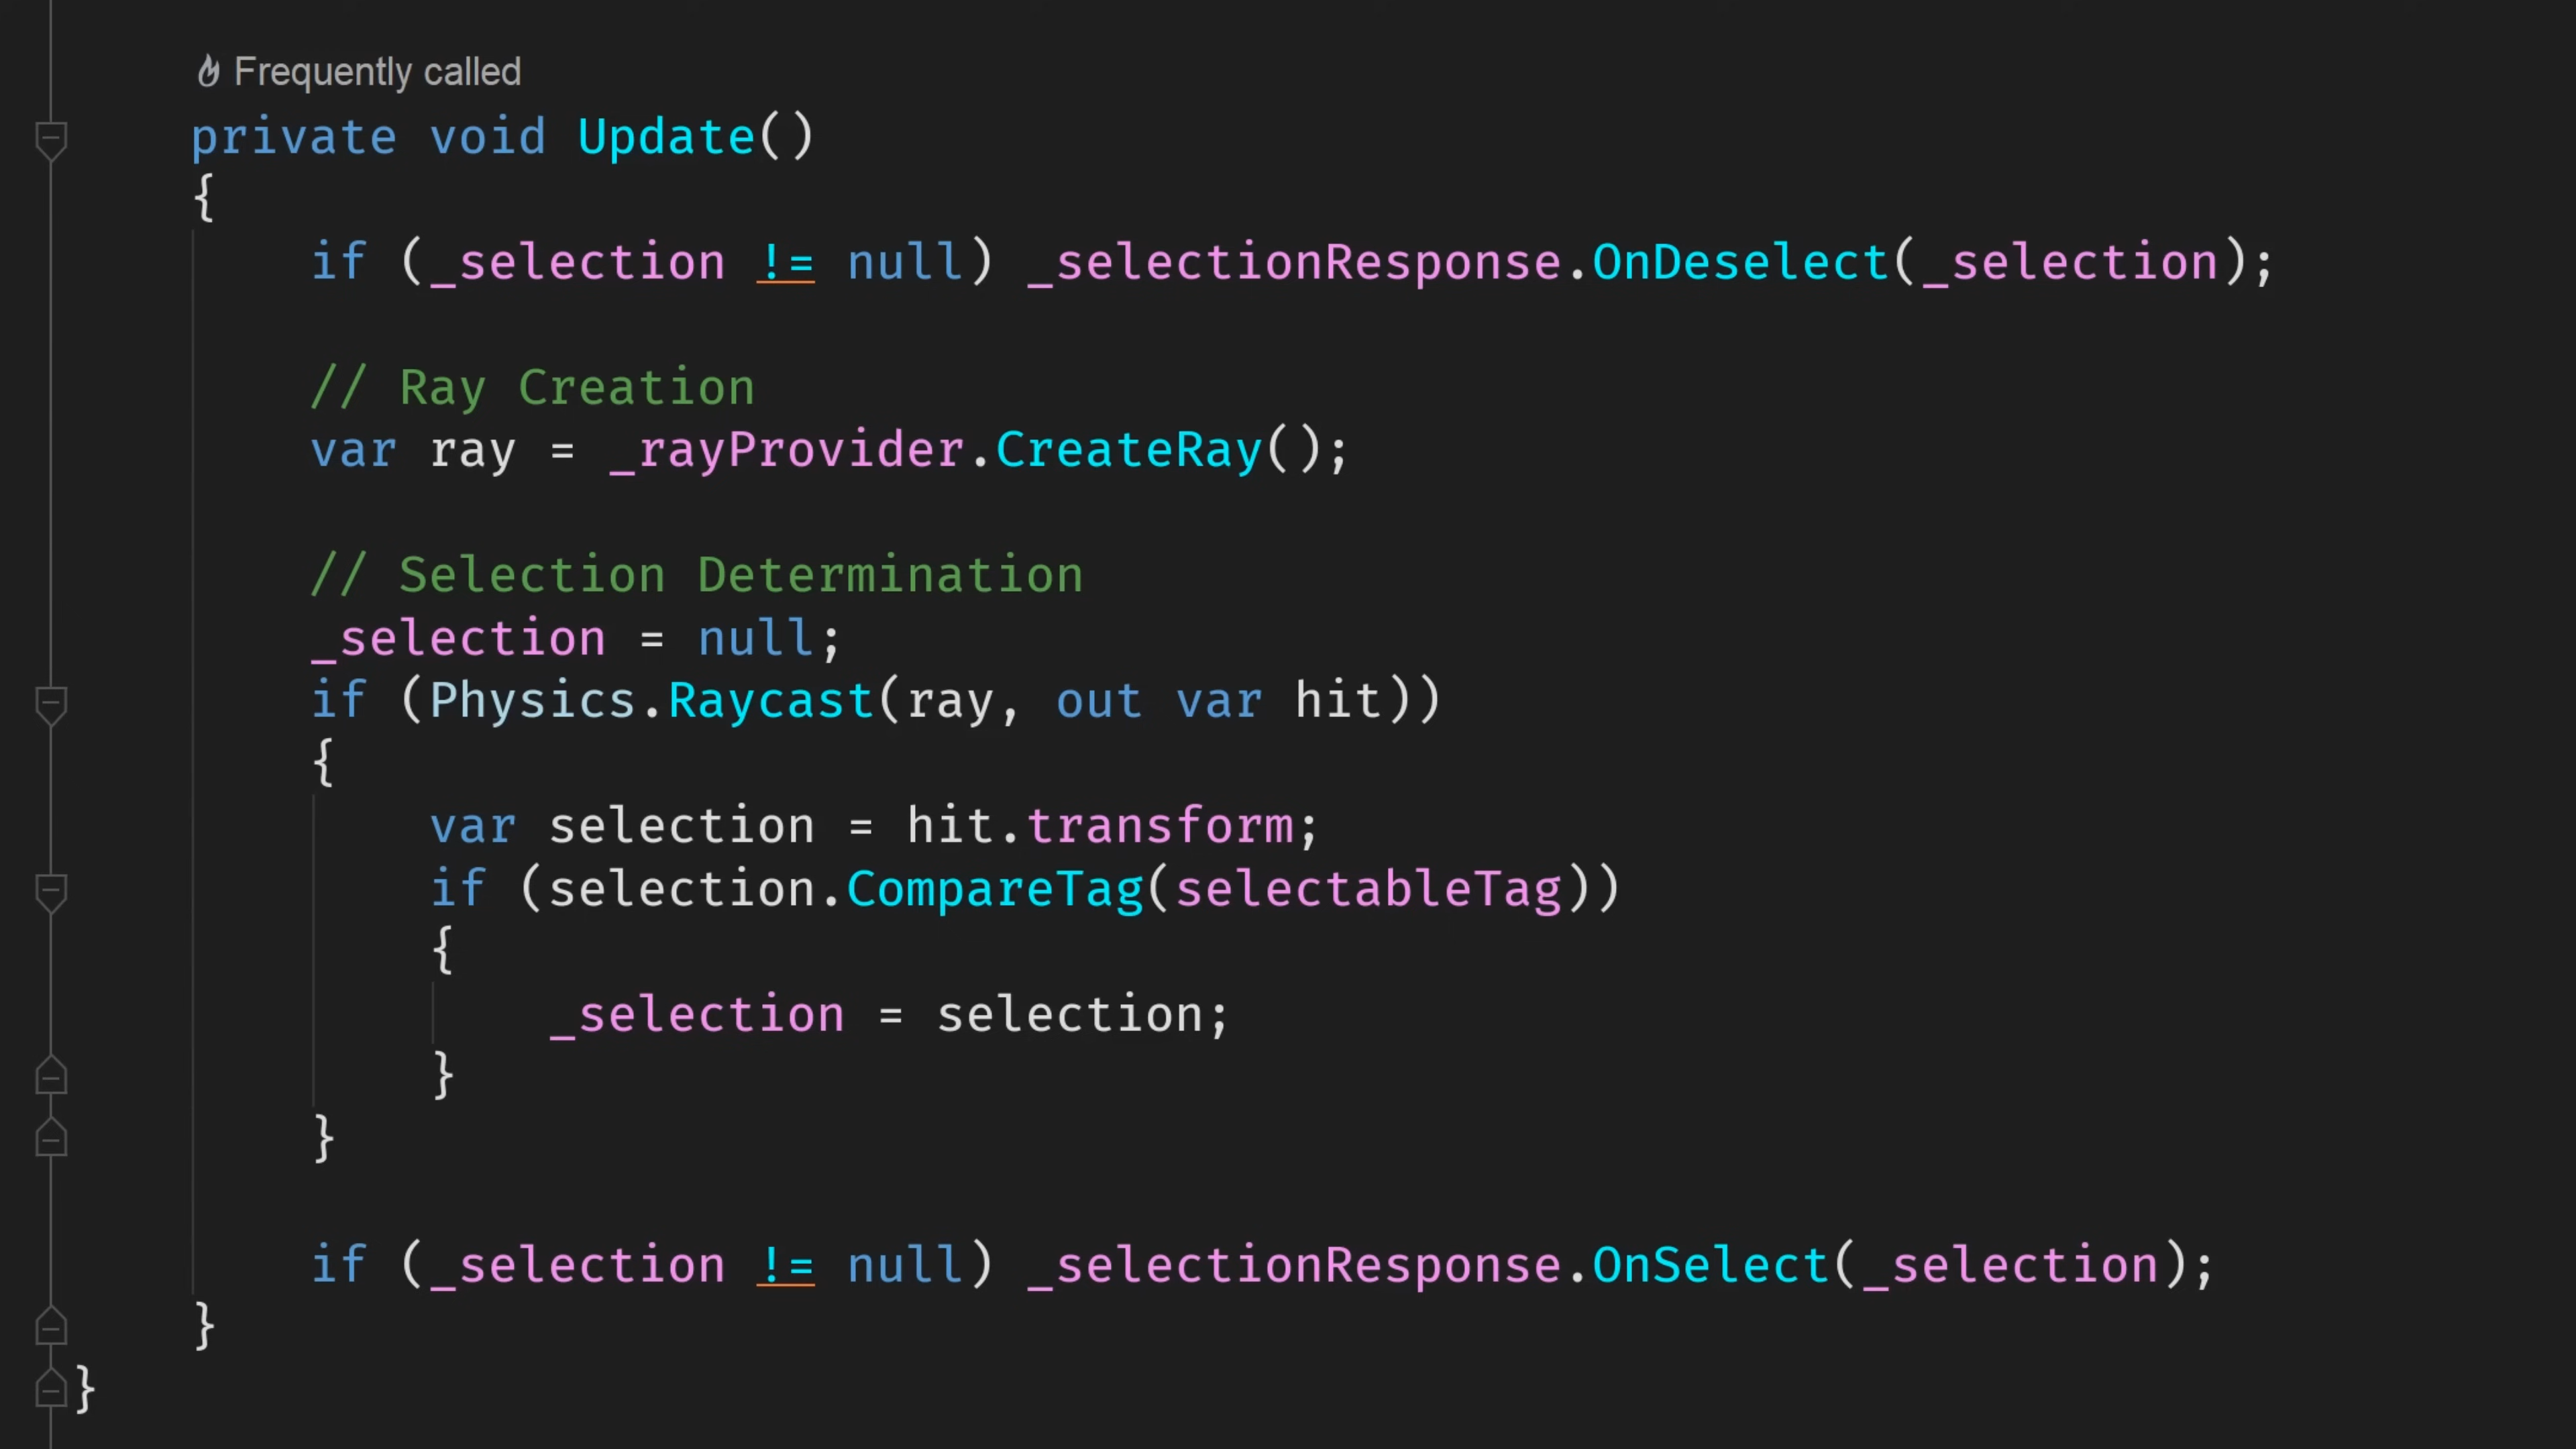 Frequently called
private void Update()
{
if (_selection != null) _selectionResponse.OnDeselect(_selection);
// Ray Creation
var ray = _rayProvider.CreateRay();
// Selection Determination
_selection = null;
if (Physics.Raycast(ray, out var hit))
{
var selection = hit.transform;
if (selection.CompareTag(selectableTag))
{
_selection = selection;
}
}
if (_selection != null) _selectionResponse.OnSelect(_selection);
}
}